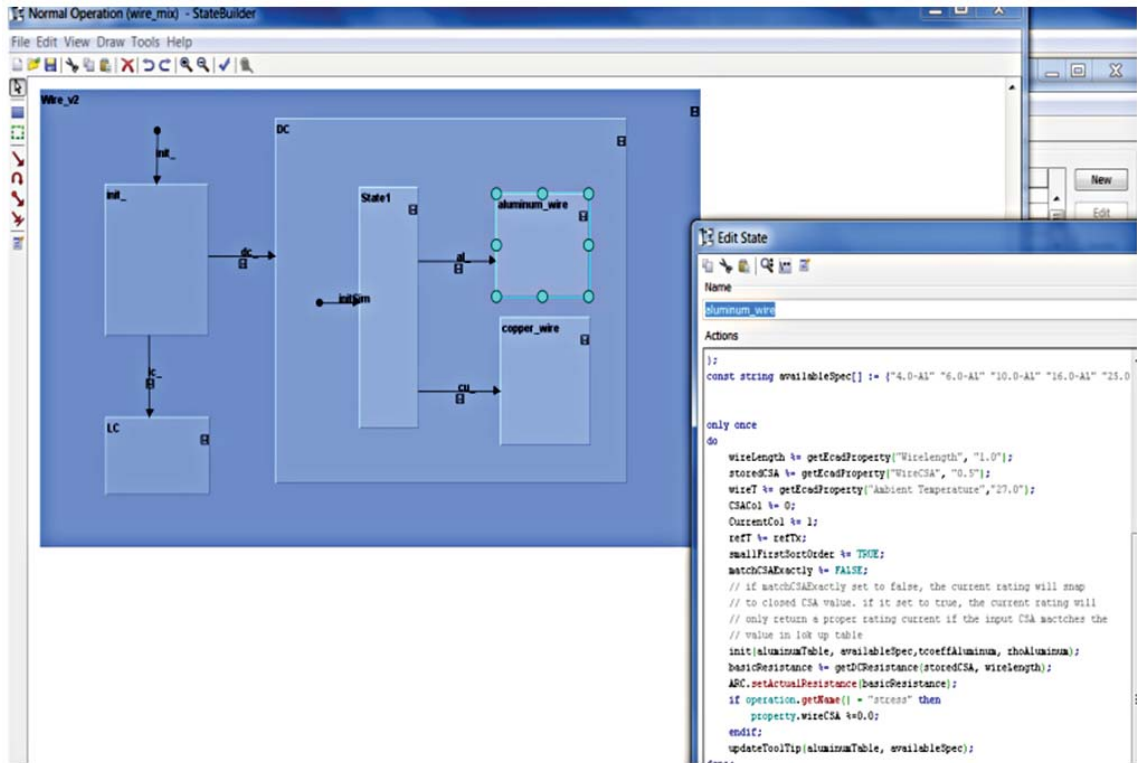 Normal Operation (wire_mix) - StateBuilder
File Edit View Draw Tools Help
Wire_v2
DC
init_
init_
State1
aluminum_wire
dc_
al_
initSim
copper_wire
lc_
cu_
LC
New
Edit
Edit State
Name
aluminum_wire
Actions
);
const string availableSpec[] := {"4.0-Al" "6.0-Al" "10.0-Al" "16.0-Al" "25.0
only once
do
wireLength %= getEcadProperty("WireLength", "1.0");
storedCSA %= getEcadProperty("WireCSA", "0.5");
wireT %= getEcadProperty("Ambient Temperature","27.0");
CSACol %= 0;
CurrentCol %= 1;
refT %= refTx;
smallFirstSortOrder %= TRUE;
matchCSAExactly %= FALSE;
// if matchCSAExactly set to false, the current rating will snap
// to closed CSA value. if it set to true, the current rating will
// only return a proper rating current if the input CSA mactches the
// value in lok up table
init(aluminumTable, availableSpec,tcoeffAluminum, rhoAluminum);
basicResistance %= getDCResistance(storedCSA, wireLength);
ARC.setActualResistance(basicResistance);
if operation.getName() = "stress" then
property.wireCSA %=0.0;
endif;
updateToolTip(aluminumTable, availableSpec);